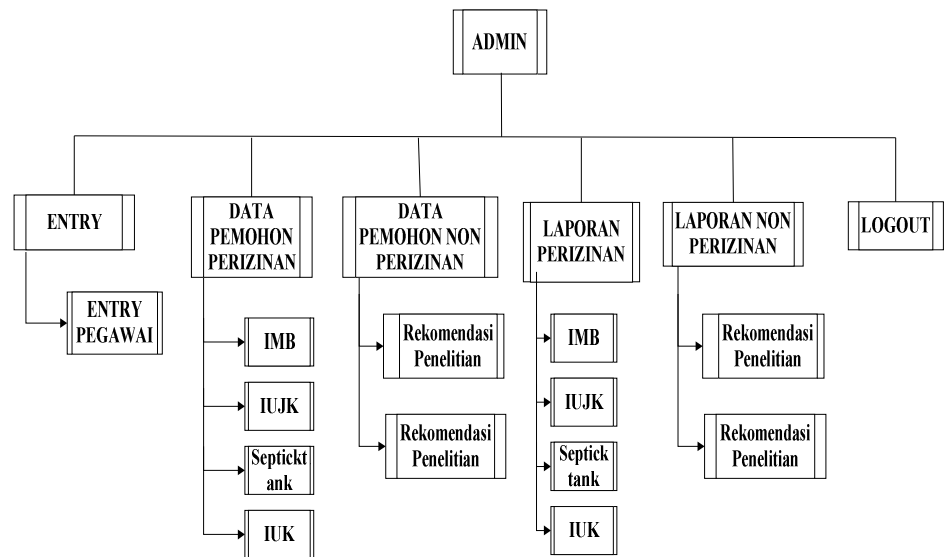 ADMIN
ENTRY
ENTRY
PEGAWAI
DATA
PEMOHON
PERIZINAN
IMB
IUJK
Septickt
ank
IUK
DATA
PEMOHON NON
PERIZINAN
Rekomendasi
Penelitian
Rekomendasi
Penelitian
LAPORAN
PERIZINAN
IMB
IUJK
Septick
tank
IUK
LAPORAN NON
PERIZINAN
Rekomendasi
Penelitian
Rekomendasi
Penelitian
LOGOUT